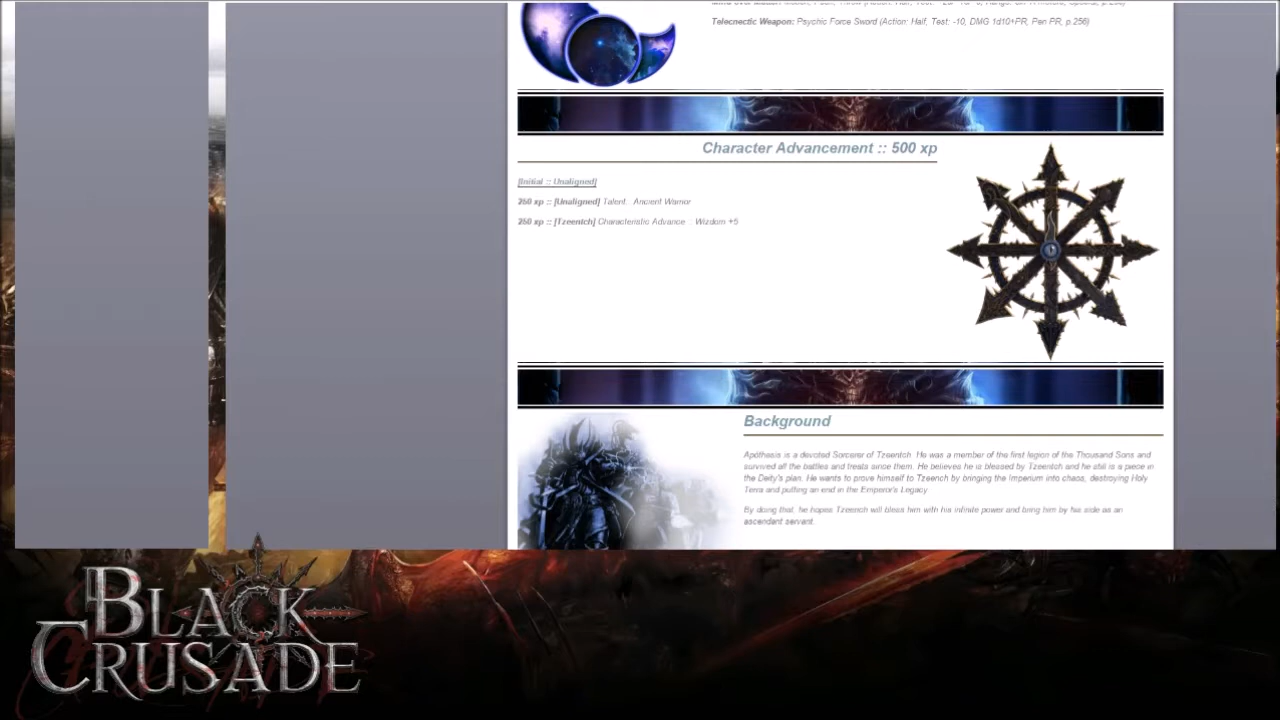 Telecnectic Weapon: Psychic Force Sword (Action: Half, Test: -10, DMG 1d10+PR, Pen PR, p.256)
Character Advancement :: 500 xp
[Initial :: Unaligned]
250 xp :: [Unaligned] Talent: Ancient Warrior
250 xp :: [Tzeentch] Characteristic Advance :: Wizdom +5
Background
Apóthesis is a devoted Sorcerer of Tzeentch. He was a member of the first legion of the Thousand Sons and
survived all the battles and treats since them. He believes he is blessed by Tzeentch and he still is a piece in
the Deity's plan. He wants to prove himself to Tzeench by bringing the Imperium into chaos, destroying Holy
Terra and putting an end in the Emperor's Legacy
By doing that, he hopes Tzeench will bless him with his infinite power and bring him by his side as an
ascendant servant.
BLACK
CRUSADE